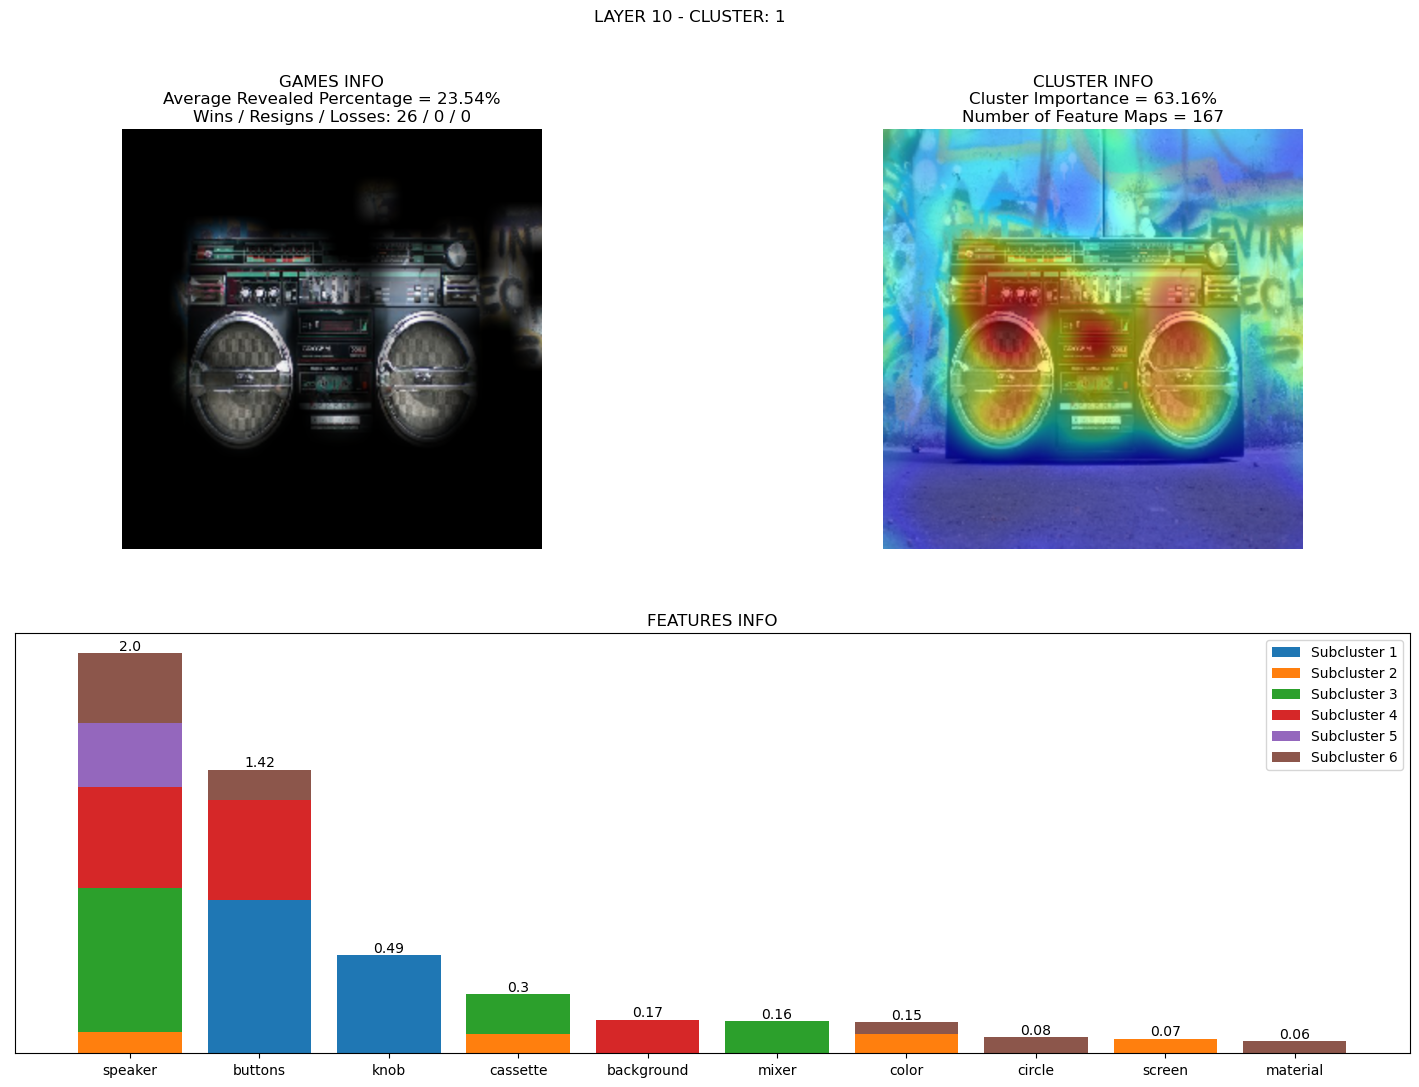 LAYER 10 - CLUSTER: 1
GAMES INFO
Average Revealed Percentage = 23.54%
Wins / Resigns / Losses: 26 / 0 / 0
CLUSTER INFO
Cluster Importance = 63.16%
Number of Feature Maps = 167
FEATURES INFO
2.0
1.42
0.49
0.3
0.17
0.16
0.15
0.08
0.07
0.06
Subcluster 1
Subcluster 2
Subcluster 3
Subcluster 4
Subcluster 5
Subcluster 6
speaker
buttons
knob
cassette
background
mixer
color
circle
screen
material